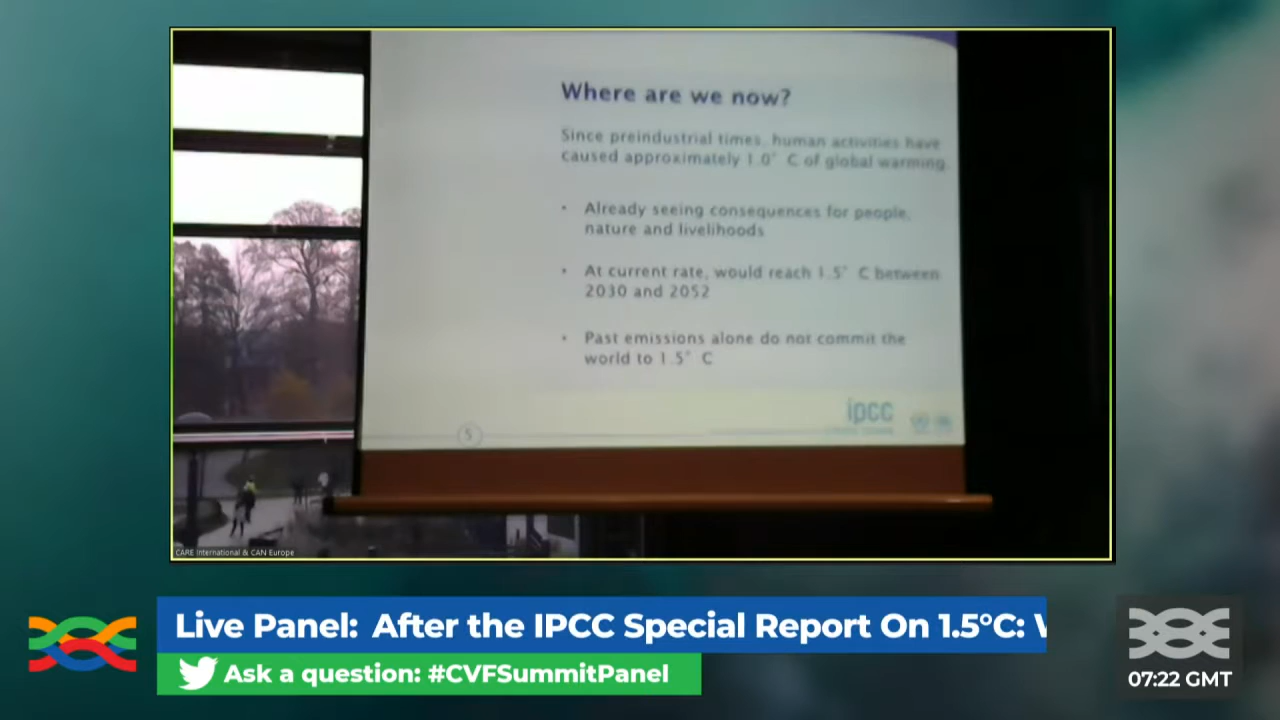 Where are we now?
Since preindustrial times, human activities have
caused approximately 1.0° C of global warming.
• Already seeing consequences for people,
nature and livelihoods
• At current rate, would reach 1.5° C between
2030 and 2052
• Past emissions alone do not commit the
world to 1.5° C
ipcc
5
CARE International & CAN Europe
Live Panel: After the IPCC Special Report On 1.5°C:
Ask a question: #CVFSummitPanel
07:22 GMT